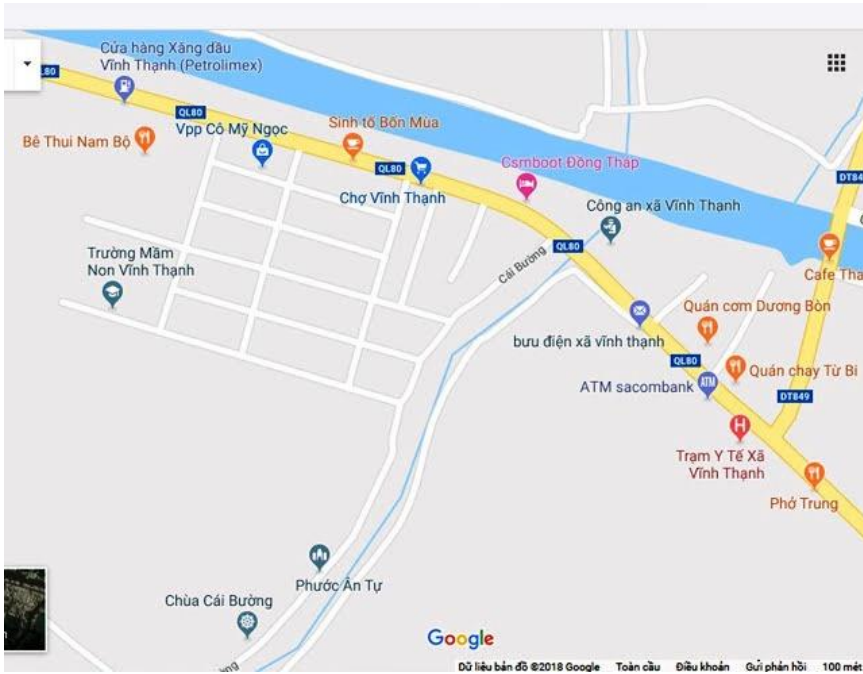 Cửa hàng Xăng dầu
Vĩnh Thạnh (Petrolimex)
QL80
Vpp Cô Mỹ Ngọc
Sinh tố Bốn Mùa
Bê Thui Nam Bộ
QL80
Chợ Vĩnh Thạnh
Csmboot Đồng Tháp
Công an xã Vĩnh Thạnh
QL80
Cái Bường
Trường Mầm
Non Vĩnh Thạnh
Quán cơm Dương Bòn
bưu điện xã vĩnh thạnh
QL80
Quán chay Từ Bi
ATM sacombank
ATM
DT849
H
Trạm Y Tế Xã
Vĩnh Thạnh
Phở Trung
Phước Ân Tự
Chùa Cái Bường
Google
Dữ liệu bản đồ ©2018 Google Toàn cầu Điều khoản Gửi phản hồi 100 mét